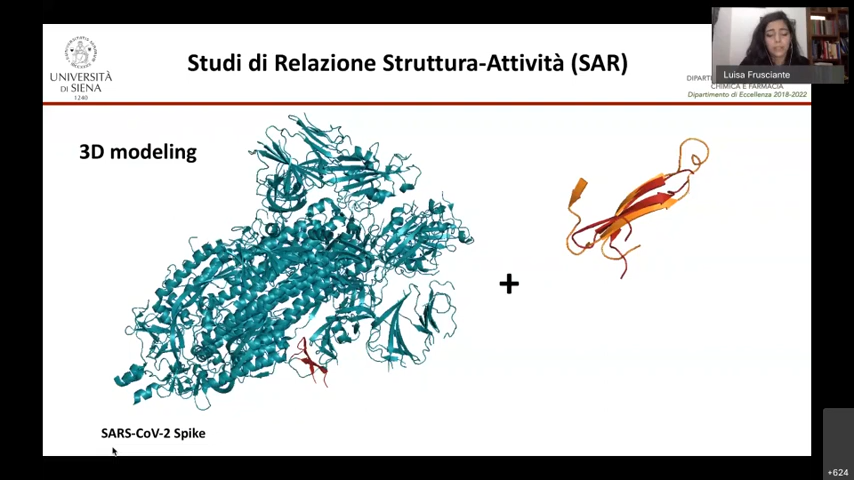 Studi di Relazione Struttura-Attività (SAR)
UNIVERSITÀ
DI SIENA
1240
Luisa Frusciante
CHIMICA E FARMACIA
Dipartimento di Eccellenza 2018-2022
3D modeling
+
SARS-CoV-2 Spike
+624